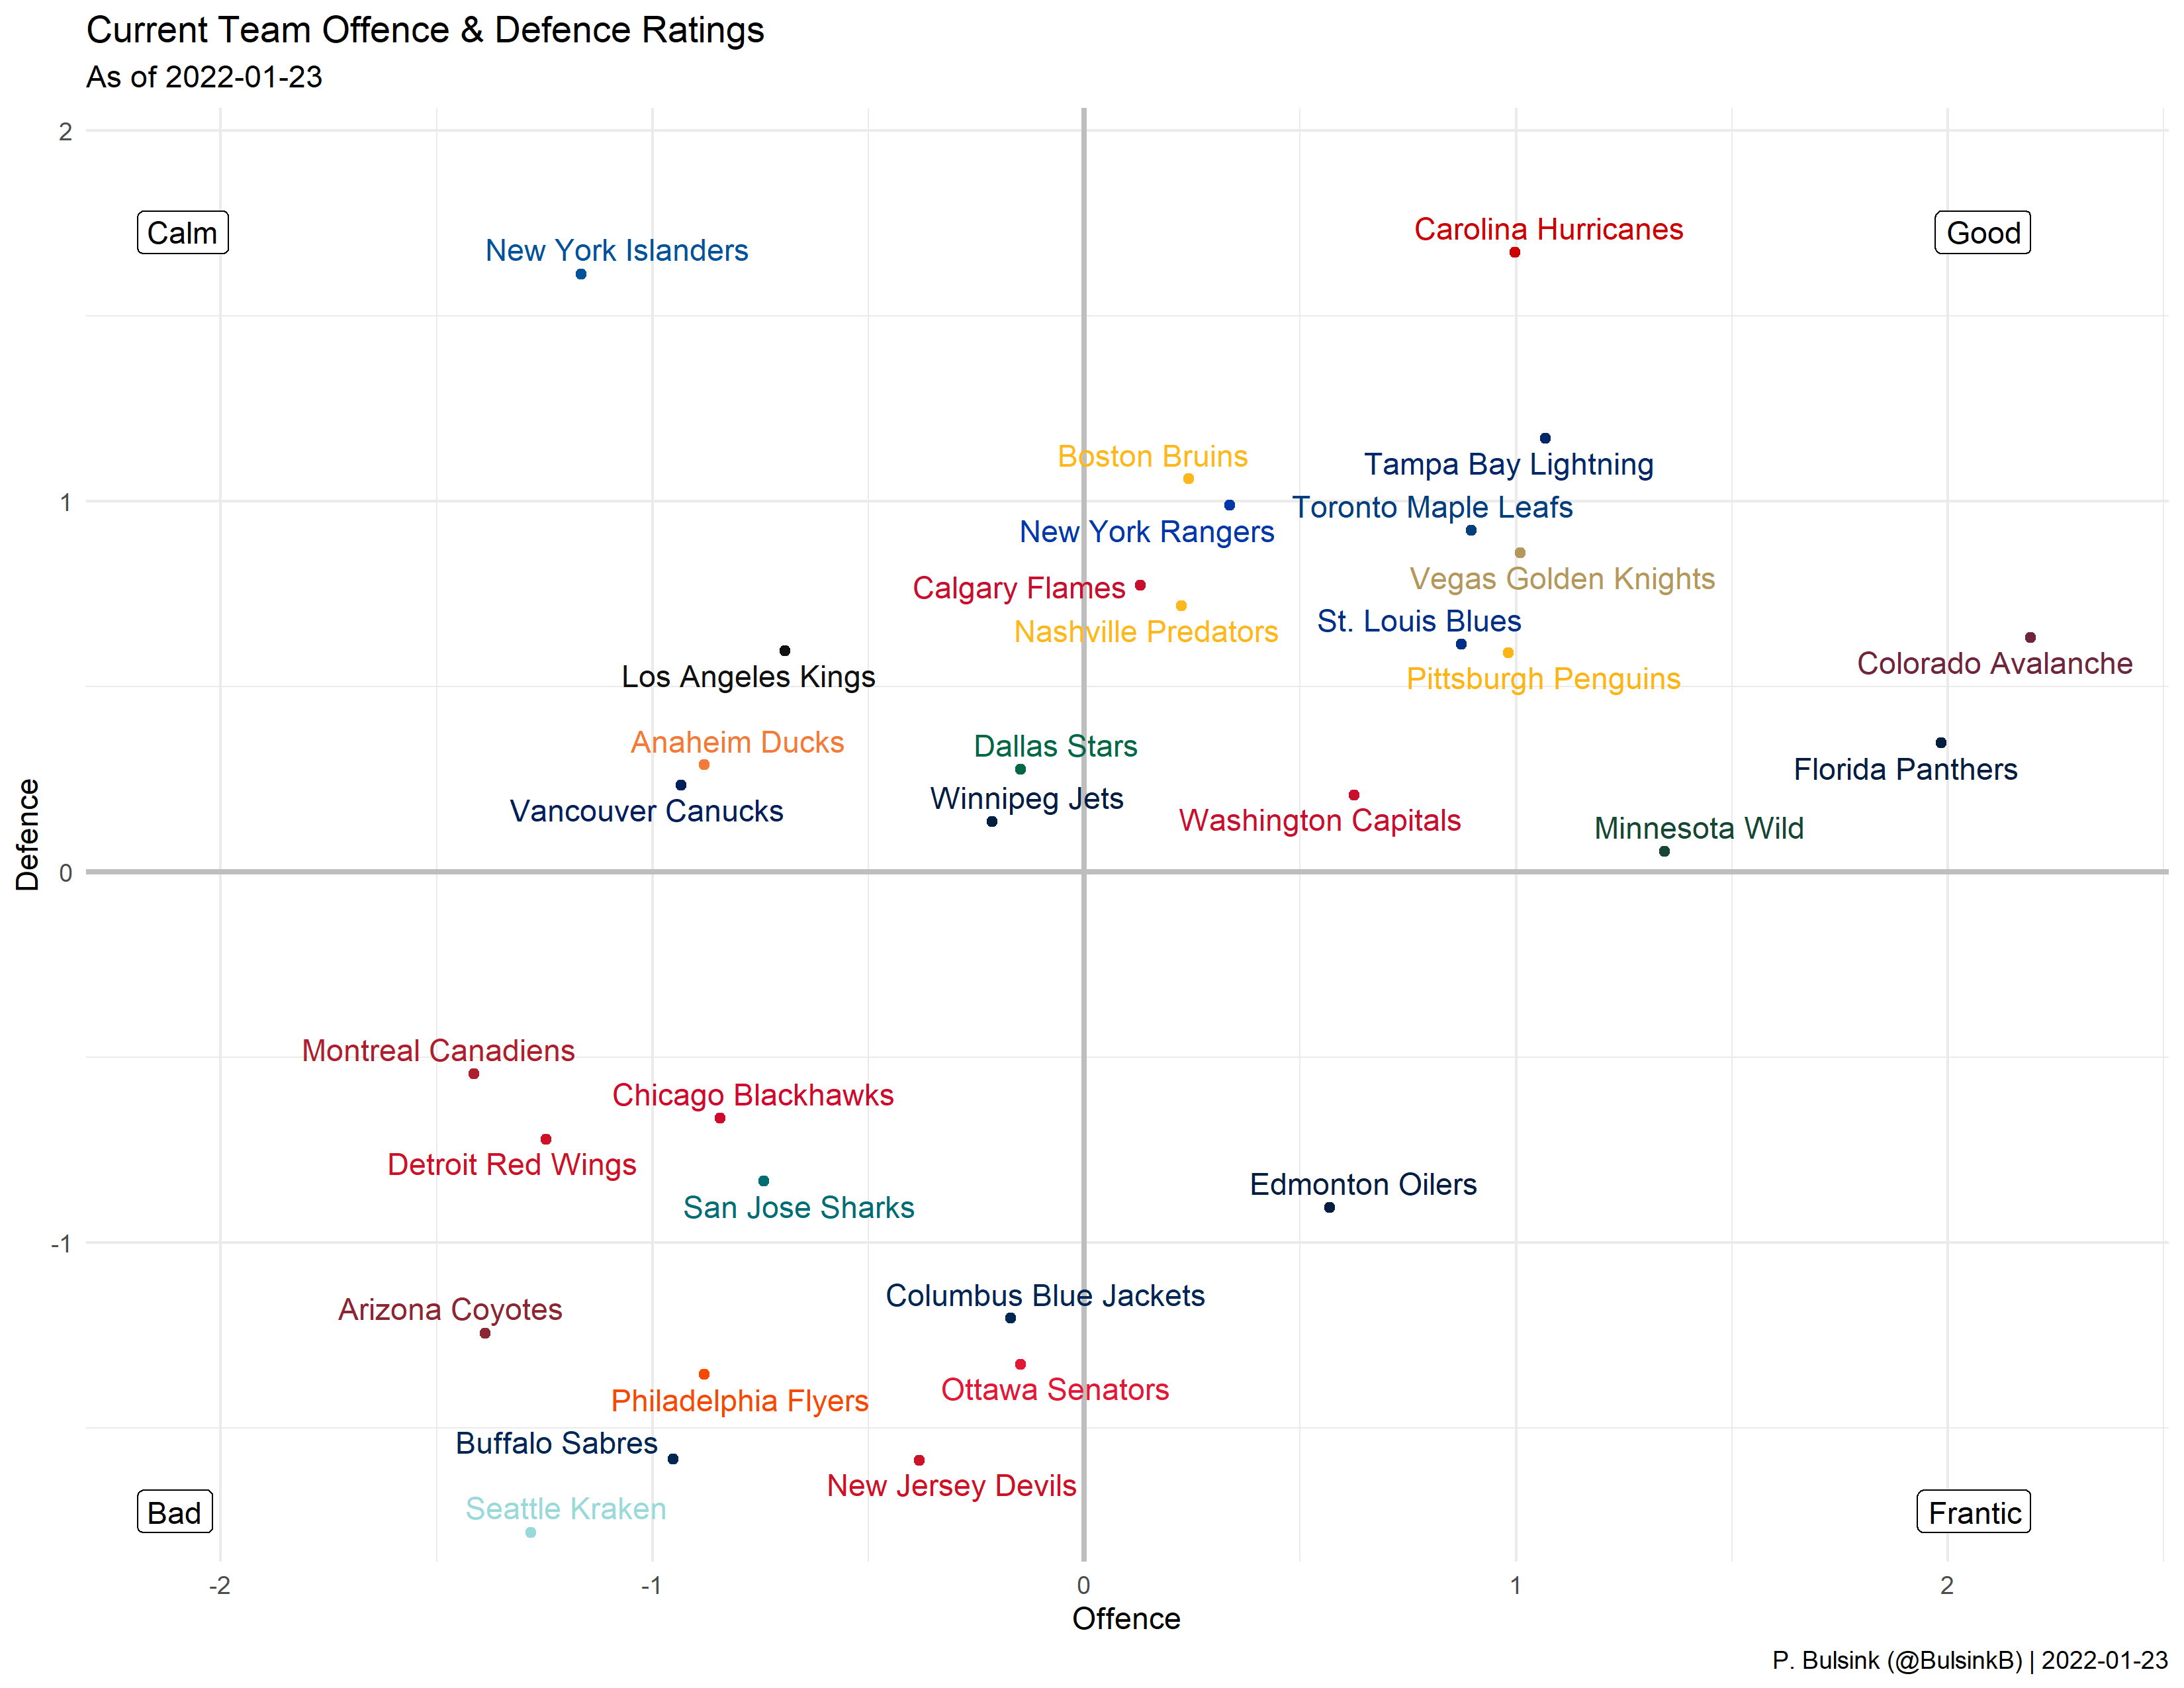 Current Team Offence & Defence Ratings
As of 2022-01-23
2
Calm
Good
Carolina Hurricanes
New York Islanders
Boston Bruins
Tampa Bay Lightning
1
Toronto Maple Leafs
New York Rangers
Vegas Golden Knights
Calgary Flames
St. Louis Blues
Nashville Predators
Colorado Avalanche
Los Angeles Kings
Pittsburgh Penguins
Anaheim Ducks
Dallas Stars
Florida Panthers
Winnipeg Jets
Vancouver Canucks
Washington Capitals
Minnesota Wild
Defence
0
Montreal Canadiens
Chicago Blackhawks
Detroit Red Wings
Edmonton Oilers
San Jose Sharks
-1
Columbus Blue Jackets
Arizona Coyotes
Ottawa Senators
Philadelphia Flyers
Buffalo Sabres
New Jersey Devils
Seattle Kraken
Bad
Frantic
-2
-1
0
1
2
Offence
P. Bulsink (@BulsinkB) | 2022-01-23